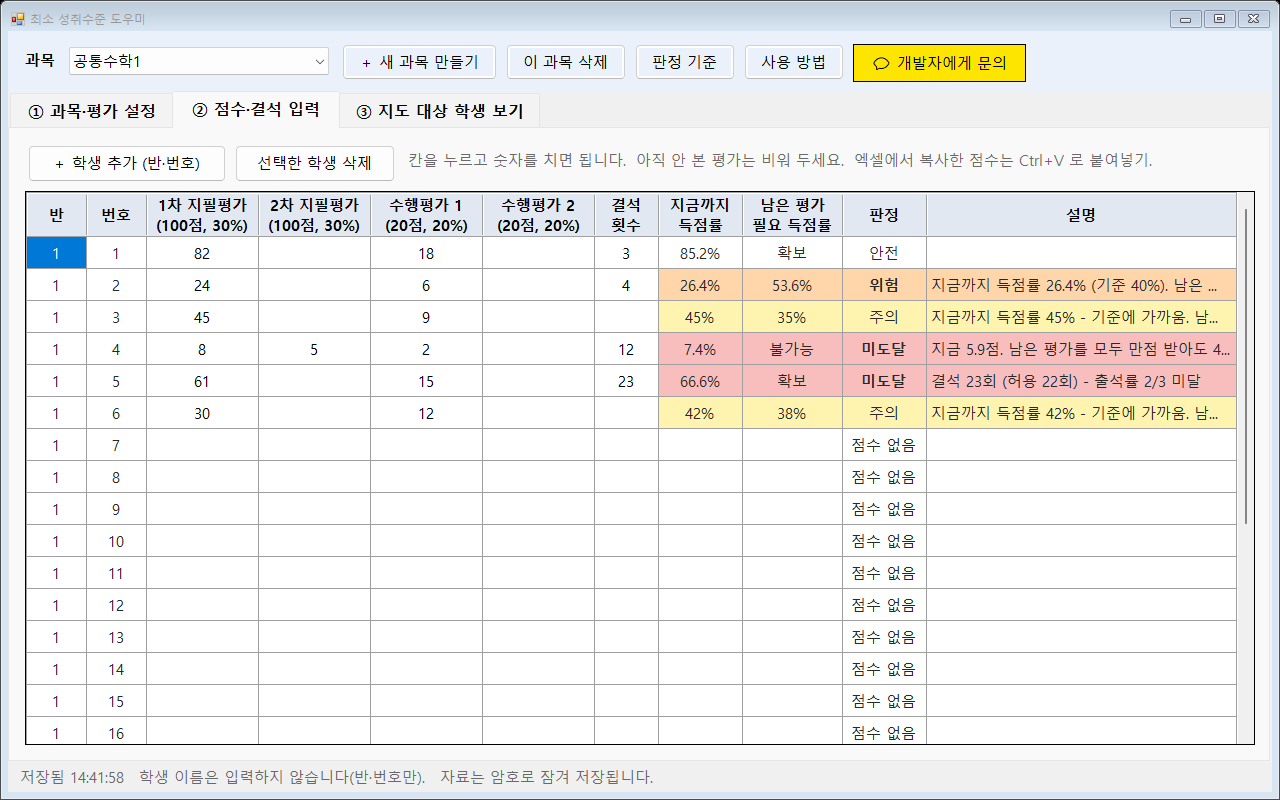 최소 성취수준 도우미
과목 공통수학1 + 새 과목 만들기 이 과목 삭제 판정 기준 사용 방법 개발자에게 문의
① 과목·평가 설정 ② 점수·결석 입력 ③ 지도 대상 학생 보기
+ 학생 추가 (반·번호) 선택한 학생 삭제 칸을 누르고 숫자를 치면 됩니다. 아직 안 본 평가는 비워 두세요. 엑셀에서 복사한 점수는 Ctrl+V 로 붙여넣기.
반 번호 1차 지필평가 (100점, 30%) 2차 지필평가 (100점, 30%) 수행평가 1 (20점, 20%) 수행평가 2 (20점, 20%) 결석 횟수 지금까지 득점률 남은 평가 필요 득점률 판정 설명
1 1 82 18 3 85.2% 확보 안전
1 2 24 6 4 26.4% 53.6% 위험 지금까지 득점률 26.4% (기준 40%). 남은 ...
1 3 45 9 45% 35% 주의 지금까지 득점률 45% - 기준에 가까움. 남...
1 4 8 5 2 12 7.4% 불가능 미도달 지금 5.9점. 남은 평가를 모두 만점 받아도 4...
1 5 61 15 23 66.6% 확보 미도달 결석 23회 (허용 22회) - 출석률 2/3 미달
1 6 30 12 42% 38% 주의 지금까지 득점률 42% - 기준에 가까움. 남...
1 7 점수 없음
1 8 점수 없음
1 9 점수 없음
1 10 점수 없음
1 11 점수 없음
1 12 점수 없음
1 13 점수 없음
1 14 점수 없음
1 15 점수 없음
1 16 점수 없음
저장됨 14:41:58 학생 이름은 입력하지 않습니다(반·번호만). 자료는 암호로 잠겨 저장됩니다.